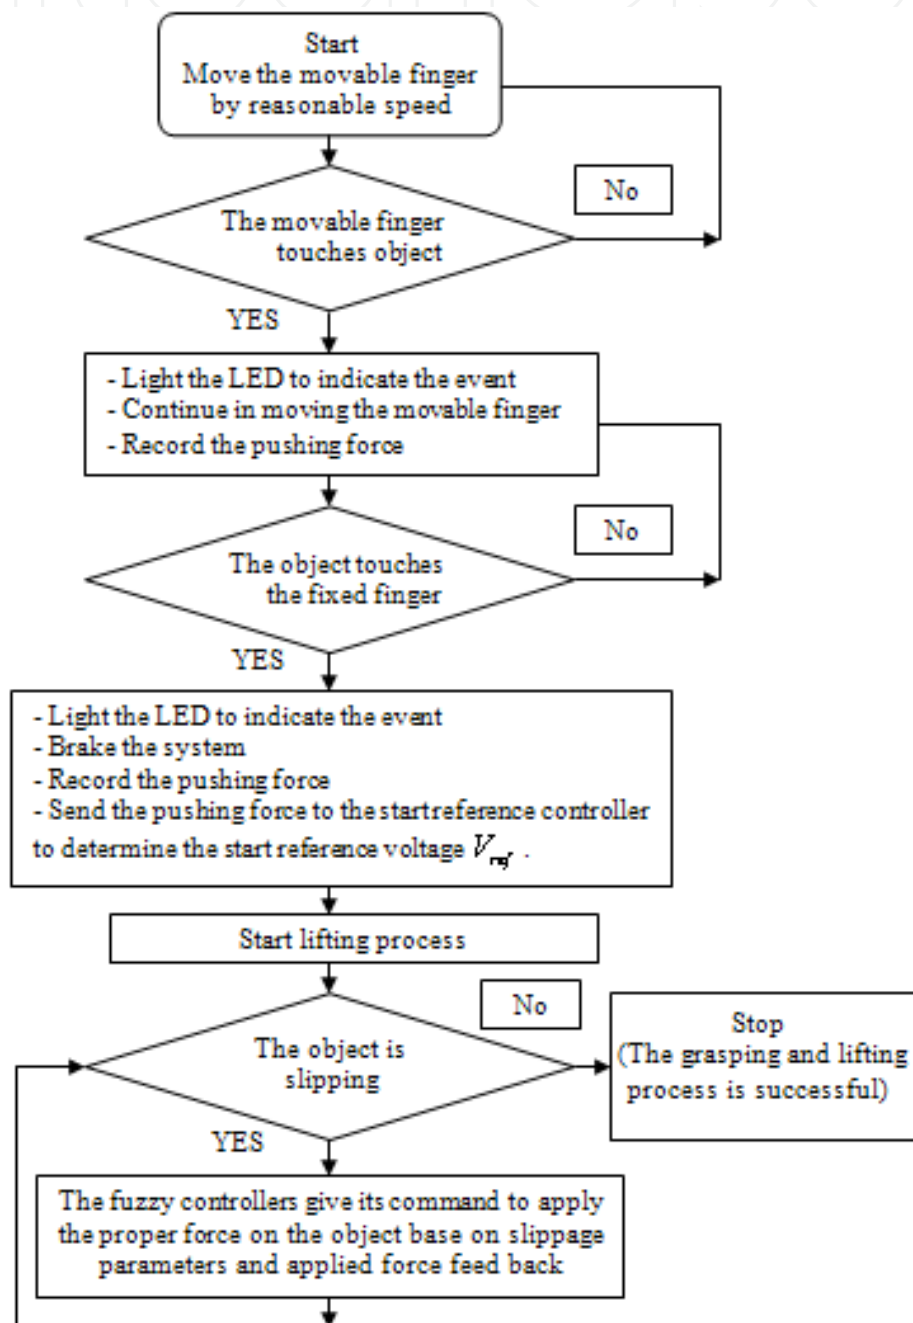 Start
Move the movable finger
by reasonable speed
No
The movable finger
touches object
YES
- Light the LED to indicate the event
- Continue in moving the movable finger
- Record the pushing force
No
The object touches
the fixed finger
YES
- Light the LED to indicate the event
- Brake the system
- Record the pushing force
- Send the pushing force to the start reference controller
to determine the start reference voltage V_ref .
Start lifting process
No
The object is
slipping
Stop
(The grasping and lifting
process is successful)
YES
The fuzzy controllers give its command to apply
the proper force on the object base on slippage
parameters and applied force feed back